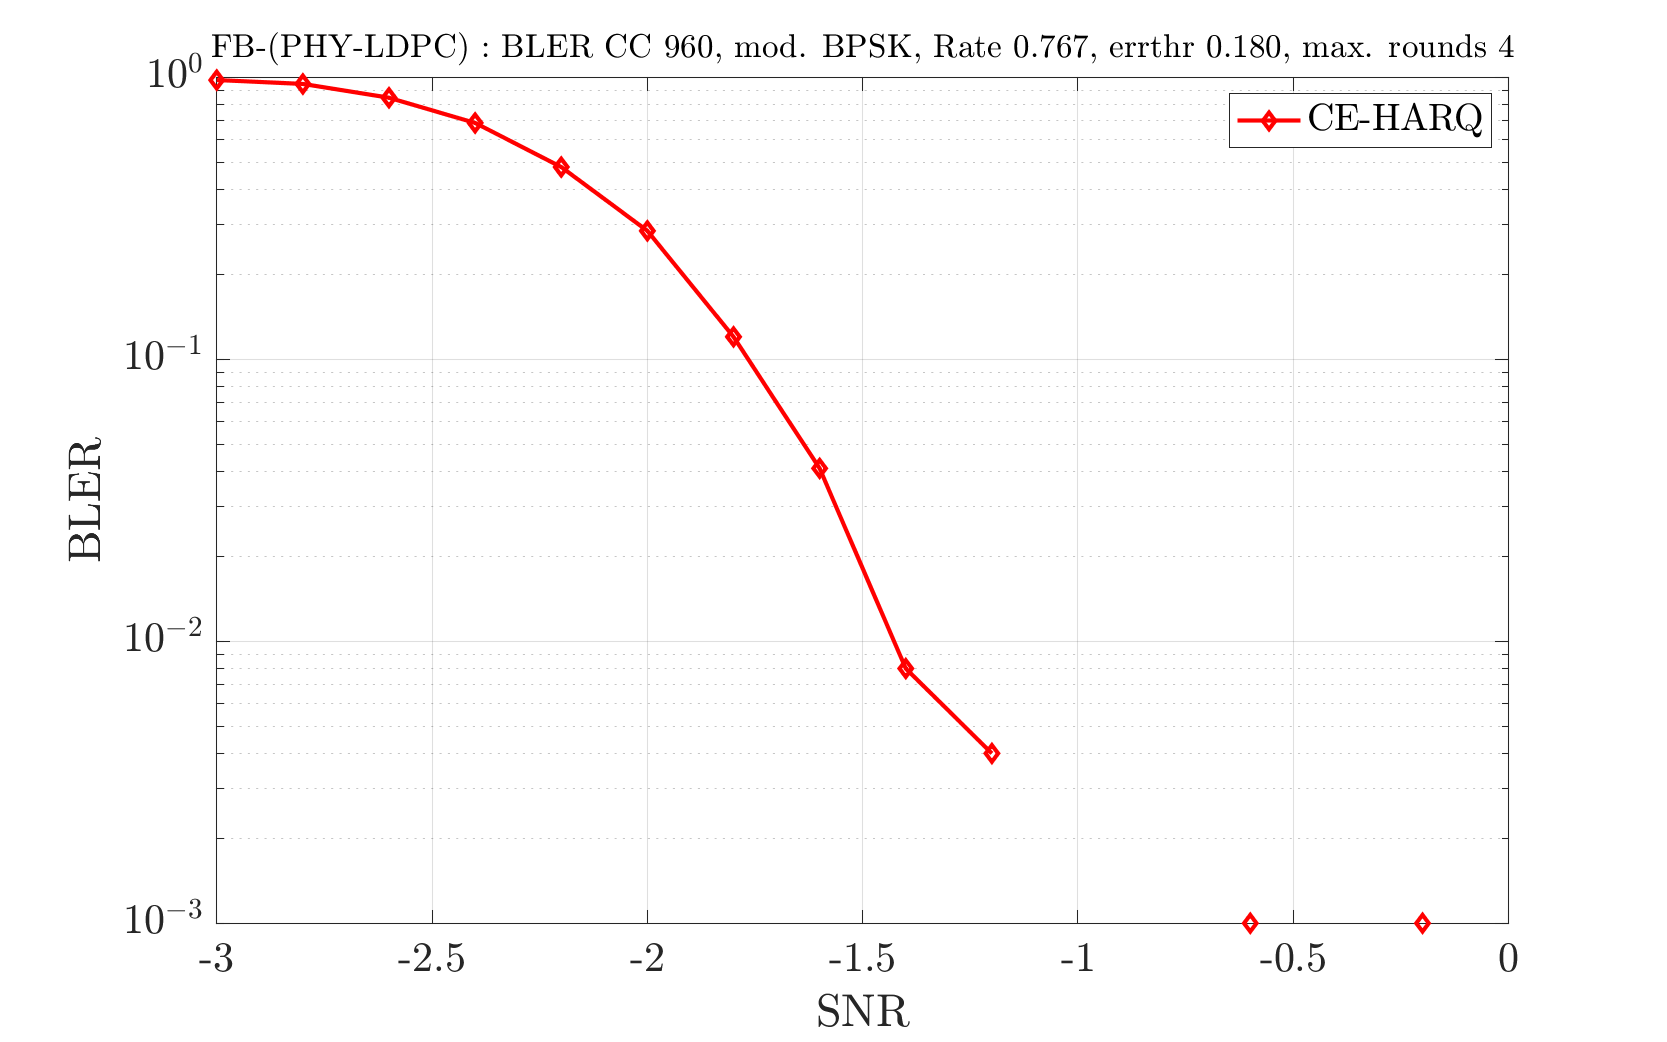 FB-(PHY-LDPC) : BLER CC 960, mod. BPSK, Rate 0.767, errthr 0.180, max. rounds 4
CE-HARQ
10^0
10^-1
10^-2
10^-3
BLER
-3 -2.5 -2 -1.5 -1 -0.5 0
SNR